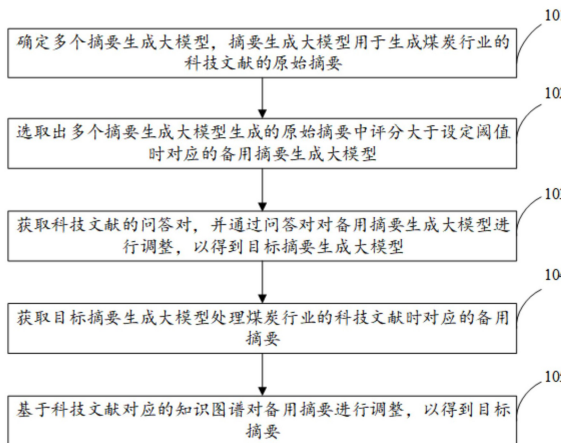 101
确定多个摘要生成大模型，摘要生成大模型用于生成煤炭行业的
科技文献的原始摘要
102
选取出多个摘要生成大模型生成的原始摘要中评分大于设定阈值
时对应的备用摘要生成大模型
103
获取科技文献的问答对，并通过问答对对备用摘要生成大模型进
行调整，以得到目标摘要生成大模型
104
获取目标摘要生成大模型处理煤炭行业的科技文献时对应的备用
摘要
105
基于科技文献对应的知识图谱对备用摘要进行调整，以得到目标
摘要